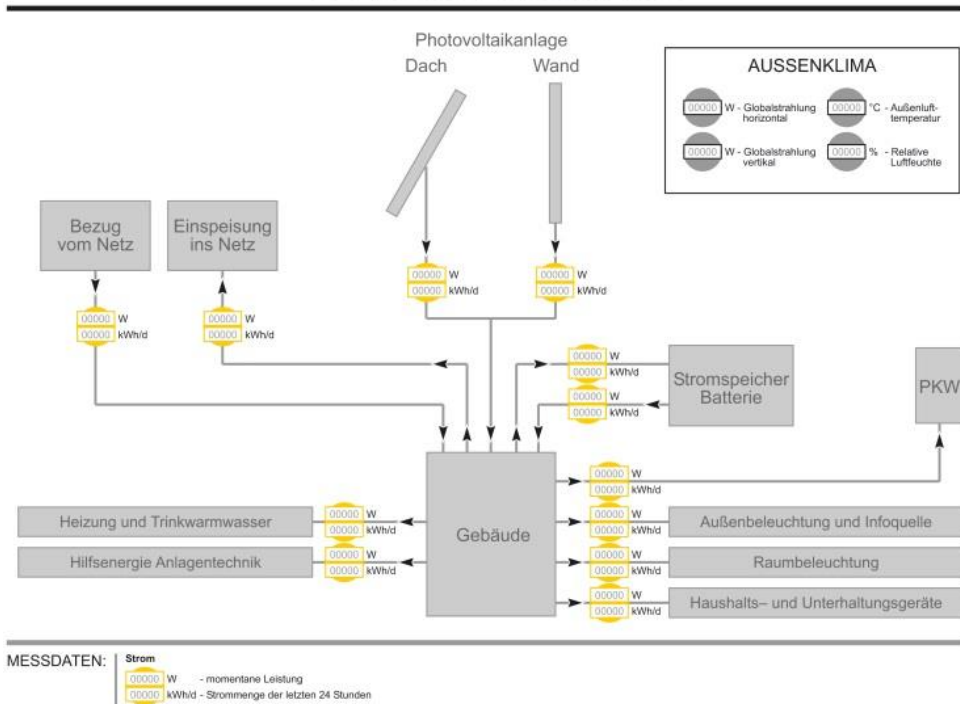 Photovoltaikanlage
Dach Wand
AUSSENKLIMA
00000 W - Globalstrahlung horizontal
00000 °C - Außenluft-temperatur
00000 W - Globalstrahlung vertikal
00000 % - Relative Luftfeuchte
Bezug
vom Netz
Einspeisung
ins Netz
00000 W
00000 kWh/d
00000 W
00000 kWh/d
00000 W
00000 kWh/d
00000 W
00000 kWh/d
00000 W
00000 kWh/d
00000 W
00000 kWh/d
Stromspeicher
Batterie
PKW
Gebäude
00000 W
00000 kWh/d
Heizung und Trinkwarmwasser
00000 W
00000 kWh/d
Hilfsenergie Anlagentechnik
00000 W
00000 kWh/d
00000 W
00000 kWh/d
Außenbeleuchtung und Infoquelle
00000 W
00000 kWh/d
Raumbeleuchtung
00000 W
00000 kWh/d
Haushalts– und Unterhaltungsgeräte
MESSDATEN:
Strom
00000 W - momentane Leistung
00000 kWh/d - Strommenge der letzten 24 Stunden